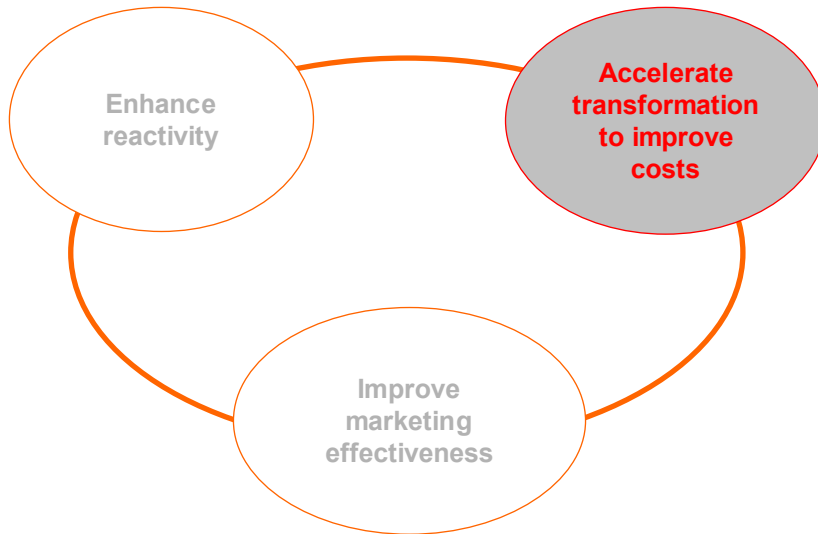 Enhance
reactivity
Accelerate
transformation
to improve
costs
Improve
marketing
effectiveness